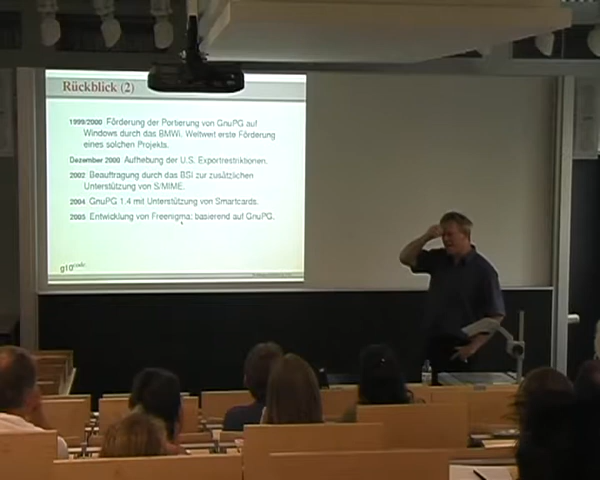 Rückblick (2)
1999/2000 Förderung der Portierung von GnuPG auf
Windows durch das BMWi. Weltweit erste Förderung
eines solchen Projekts.
Dezember 2000 Aufhebung der U.S. Exportrestriktionen.
2002 Beauftragung durch das BSI zur zusätzlichen
Unterstützung von S/MIME.
2004 GnuPG 1.4 mit Unterstützung von Smartcards.
2005 Entwicklung von Freenigma; basierend auf GnuPG.
g10 code